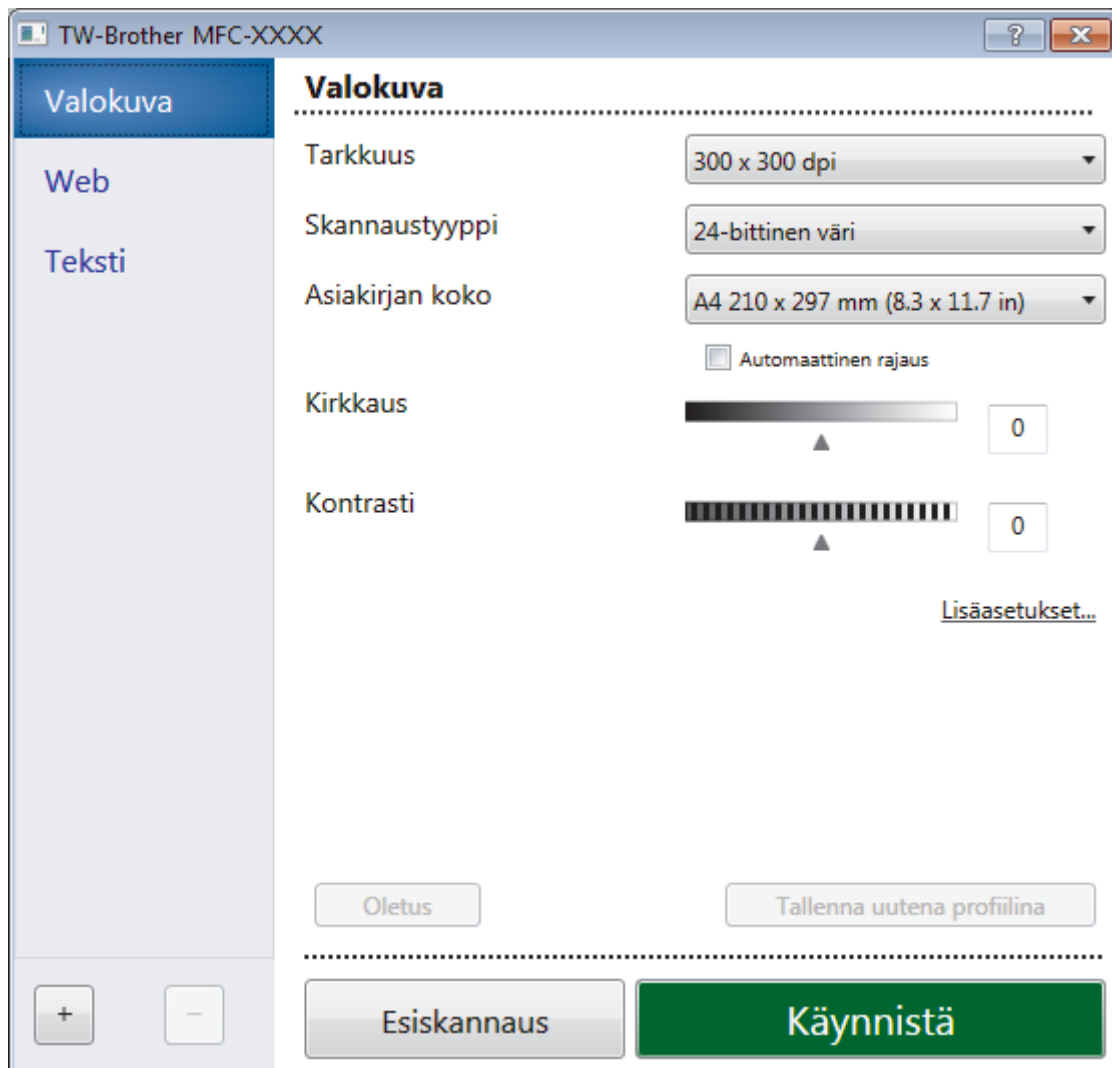 TW-Brother MFC-XXXX
Valokuva
Web
Teksti
Valokuva
Tarkkuus
300 x 300 dpi
Skannaustyyppi
24-bittinen väri
Asiakirjan koko
A4 210 x 297 mm (8.3 x 11.7 in)
Automaattinen rajaus
Kirkkaus
0
Kontrasti
0
Lisäasetukset...
Oletus
Tallenna uutena profiilina
+
−
Esiskannaus
Käynnistä